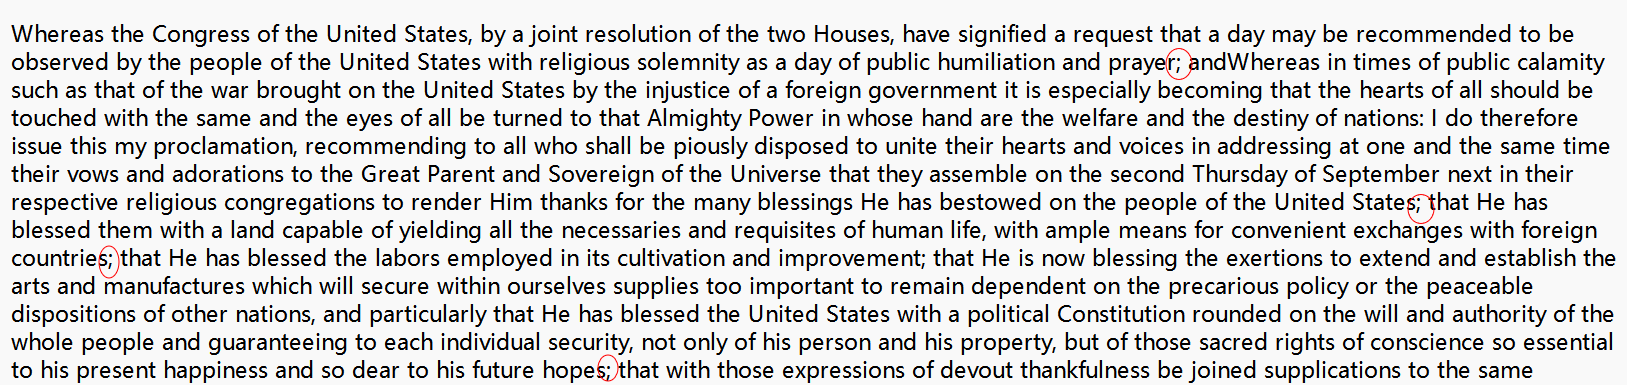 Whereas the Congress of the United States, by a joint resolution of the two Houses, have signified a request that a day may be recommended to be
observed by the people of the United States with religious solemnity as a day of public humiliation and prayer; andWhereas in times of public calamity
such as that of the war brought on the United States by the injustice of a foreign government it is especially becoming that the hearts of all should be
touched with the same and the eyes of all be turned to that Almighty Power in whose hand are the welfare and the destiny of nations: I do therefore
issue this my proclamation, recommending to all who shall be piously disposed to unite their hearts and voices in addressing at one and the same time
their vows and adorations to the Great Parent and Sovereign of the Universe that they assemble on the second Thursday of September next in their
respective religious congregations to render Him thanks for the many blessings He has bestowed on the people of the United States; that He has
blessed them with a land capable of yielding all the necessaries and requisites of human life, with ample means for convenient exchanges with foreign
countries; that He has blessed the labors employed in its cultivation and improvement; that He is now blessing the exertions to extend and establish the
arts and manufactures which will secure within ourselves supplies too important to remain dependent on the precarious policy or the peaceable
dispositions of other nations, and particularly that He has blessed the United States with a political Constitution rounded on the will and authority of the
whole people and guaranteeing to each individual security, not only of his person and his property, but of those sacred rights of conscience so essential
to his present happiness and so dear to his future hopes; that with those expressions of devout thankfulness be joined supplications to the same